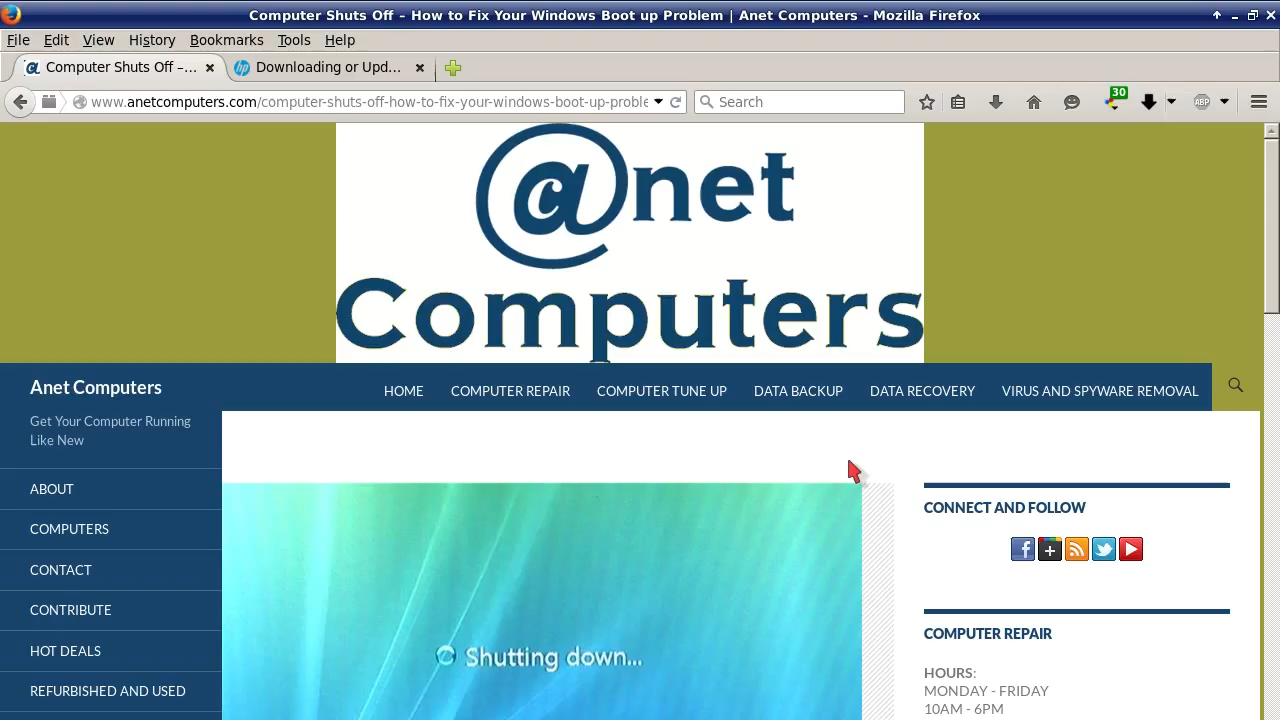 Computer Shuts Off – How to Fix Your Windows Boot up Problem | Anet Computers - Mozilla Firefox
File Edit View History Bookmarks Tools Help
Computer Shuts Off –... Downloading or Upd...
www.anetcomputers.com/computer-shuts-off-how-to-fix-your-windows-boot-up-proble Search 30 ABP
@net
Computers
Anet Computers
HOME COMPUTER REPAIR COMPUTER TUNE UP DATA BACKUP DATA RECOVERY VIRUS AND SPYWARE REMOVAL
Get Your Computer Running
Like New
ABOUT
COMPUTERS
CONTACT
CONTRIBUTE
HOT DEALS
REFURBISHED AND USED
Shutting down...
CONNECT AND FOLLOW
COMPUTER REPAIR
HOURS:
MONDAY - FRIDAY
10AM - 6PM